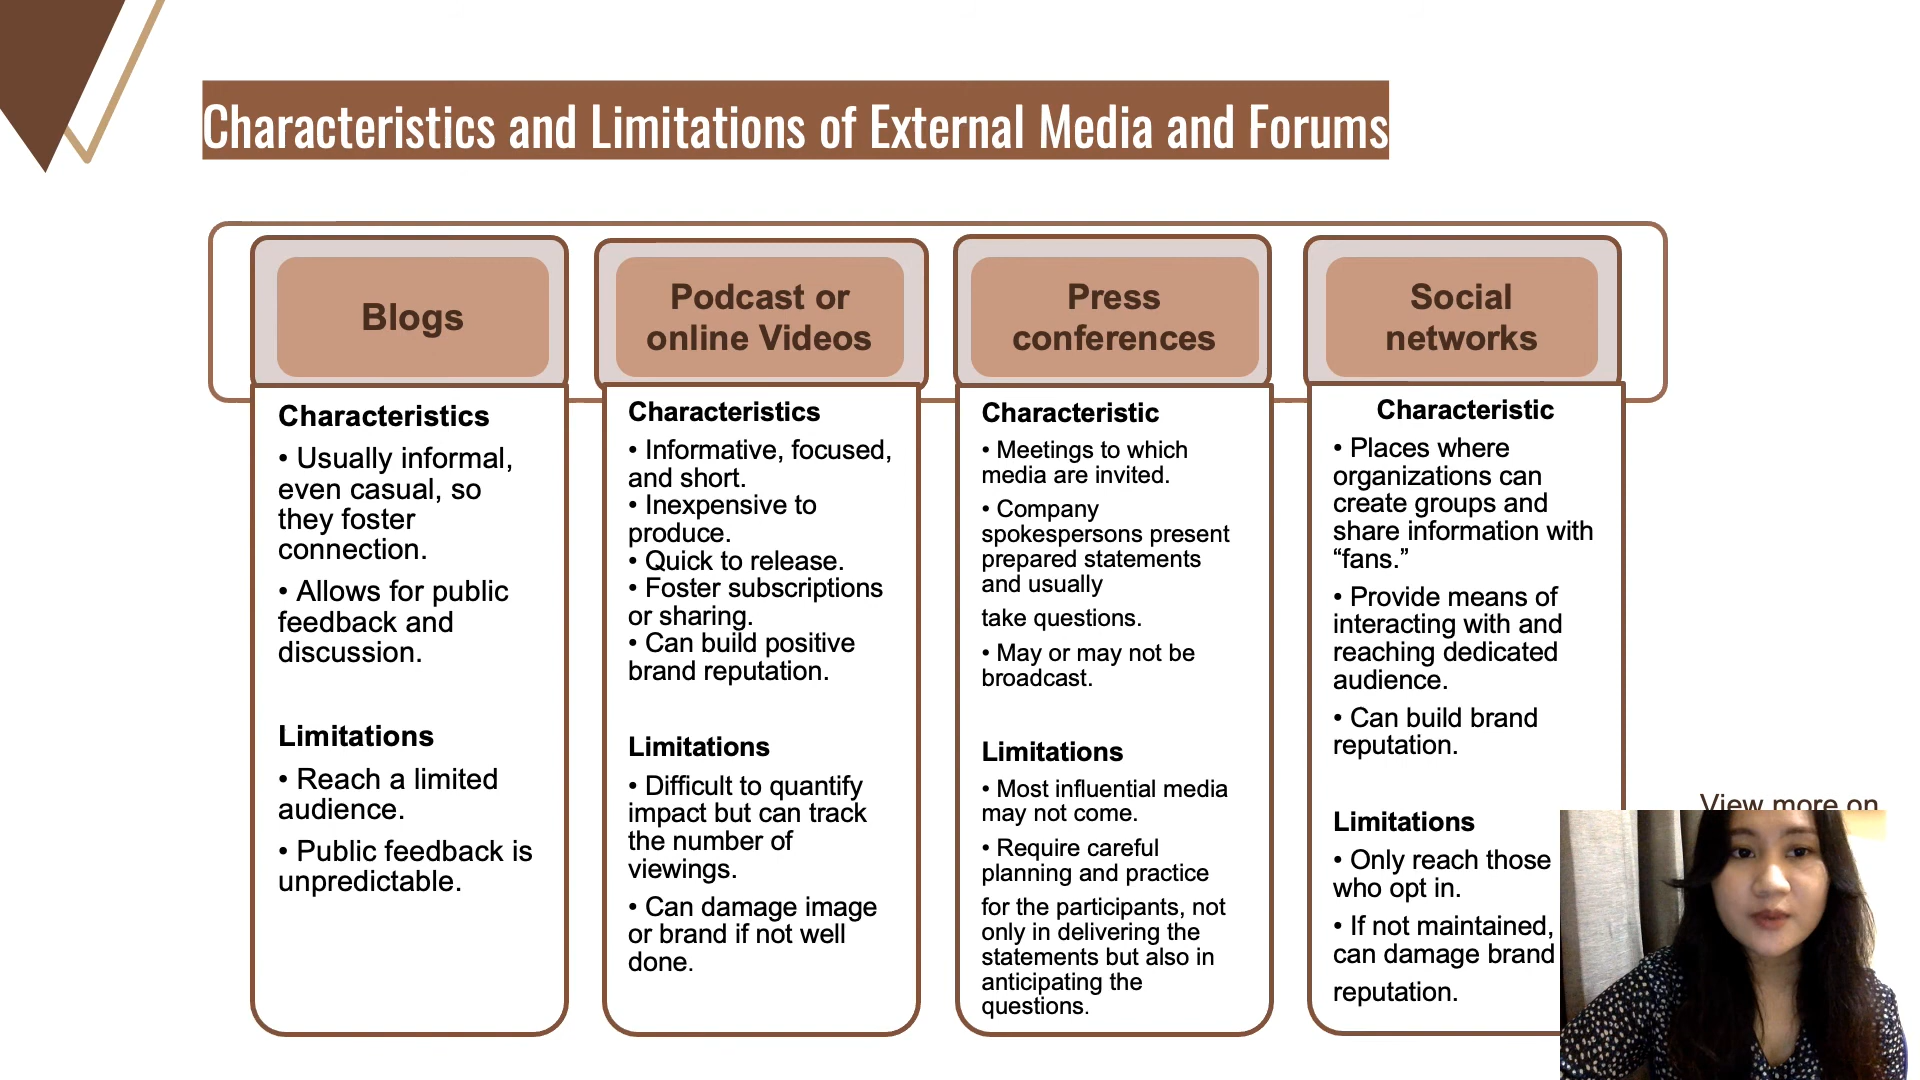 Characteristics and Limitations of External Media and Forums
Blogs
Characteristics
• Usually informal,
even casual, so
they foster
connection.
• Allows for public
feedback and
discussion.
Limitations
• Reach a limited
audience.
• Public feedback is
unpredictable.
Podcast or
online Videos
Characteristics
• Informative, focused,
and short.
• Inexpensive to
produce.
• Quick to release.
• Foster subscriptions
or sharing.
• Can build positive
brand reputation.
Limitations
• Difficult to quantify
impact but can track
the number of
viewings.
• Can damage image
or brand if not well
done.
Press
conferences
Characteristic
• Meetings to which
media are invited.
• Company
spokespersons present
prepared statements
and usually
take questions.
• May or may not be
broadcast.
Limitations
• Most influential media
may not come.
• Require careful
planning and practice
for the participants, not
only in delivering the
statements but also in
anticipating the
questions.
Social
networks
Characteristic
• Places where
organizations can
create groups and
share information with
“fans.”
• Provide means of
interacting with and
reaching dedicated
audience.
• Can build brand
reputation.
Limitations
• Only reach those
who opt in.
• If not maintained,
can damage brand
reputation.
View more on